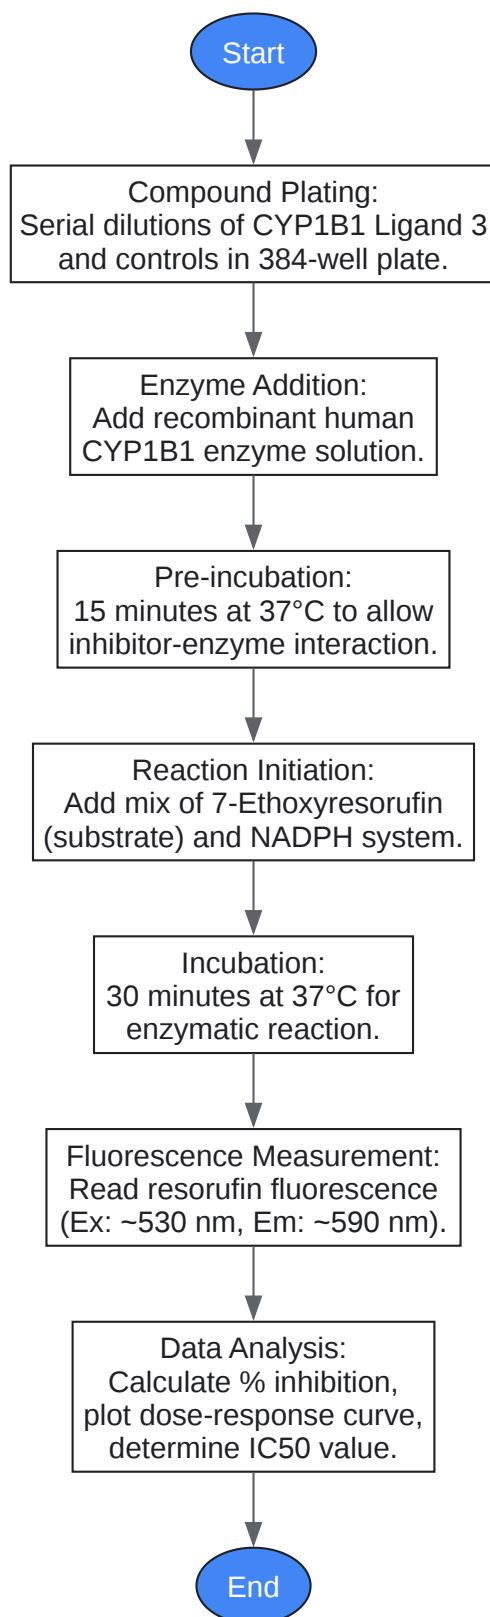 Start
Compound Plating:
Serial dilutions of CYP1B1 Ligand 3
and controls in 384-well plate.
Enzyme Addition:
Add recombinant human
CYP1B1 enzyme solution.
Pre-incubation:
15 minutes at 37°C to allow
inhibitor-enzyme interaction.
Reaction Initiation:
Add mix of 7-Ethoxyresorufin
(substrate) and NADPH system.
Incubation:
30 minutes at 37°C for
enzymatic reaction.
Fluorescence Measurement:
Read resorufin fluorescence
(Ex: ~530 nm, Em: ~590 nm).
Data Analysis:
Calculate % inhibition,
plot dose-response curve,
determine IC50 value.
End